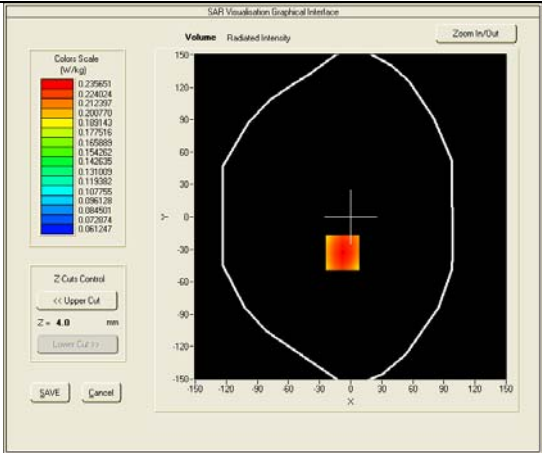 SAR Visualisation Graphical Interface
Volume Radiated Intensity
Zoom In/Out
Colors Scale
(W/kg)
0.235651
0.224024
0.212397
0.200770
0.189143
0.177516
0.165889
0.154262
0.142635
0.131009
0.119382
0.107755
0.096128
0.084501
0.072874
0.061247
Z-Cuts Control
<< Upper Cut
Z = 4.0 mm
Lower Cut >>
SAVE Cancel
150-
120-
90-
60-
30-
0-
-30-
-60-
-90-
-120-
-150-
Y
-150 -120 -90 -60 -30 0 30 60 90 120 150
X